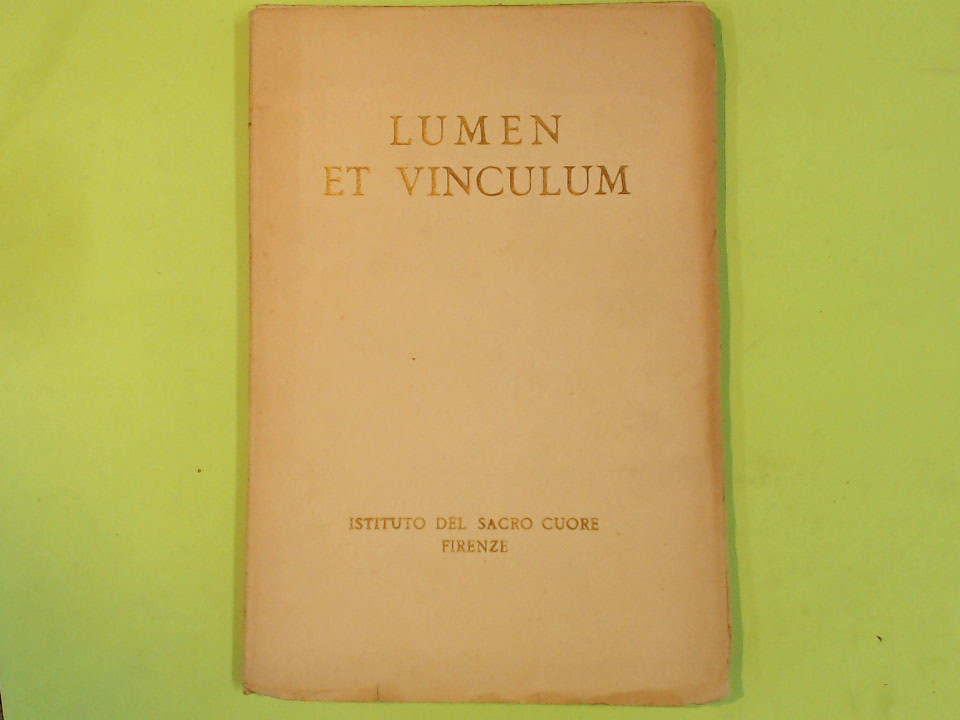 LUMEN
ET VINCULUM
ISTITUTO DEL SACRO CUORE
FIRENZE